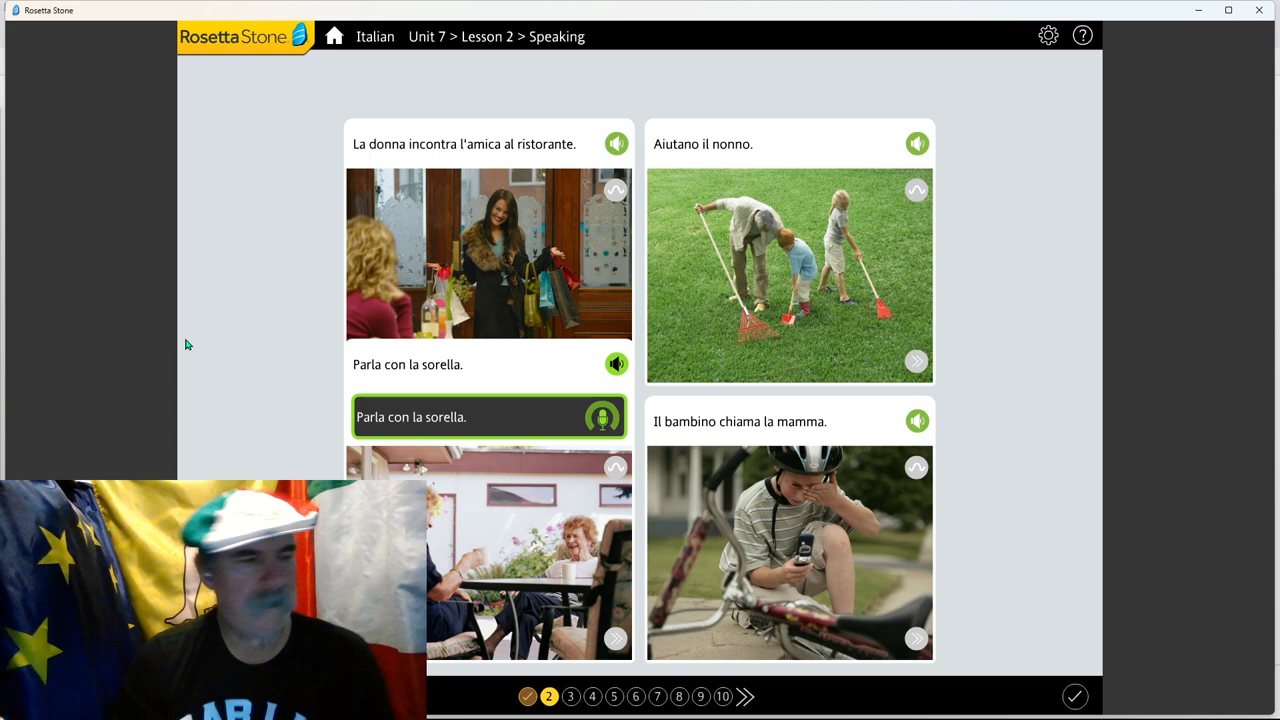 Rosetta Stone
RosettaStone
Italian Unit 7 > Lesson 2 > Speaking
?
La donna incontra l'amica al ristorante.
Aiutano il nonno.
Parla con la sorella.
Parla con la sorella.
Il bambino chiama la mamma.
2 3 4 5 6 7 8 9 10